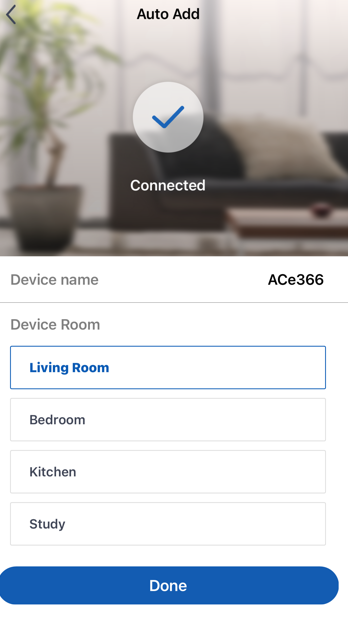 Auto Add
Connected
Device name ACe366
Device Room
Living Room
Bedroom
Kitchen
Study
Done